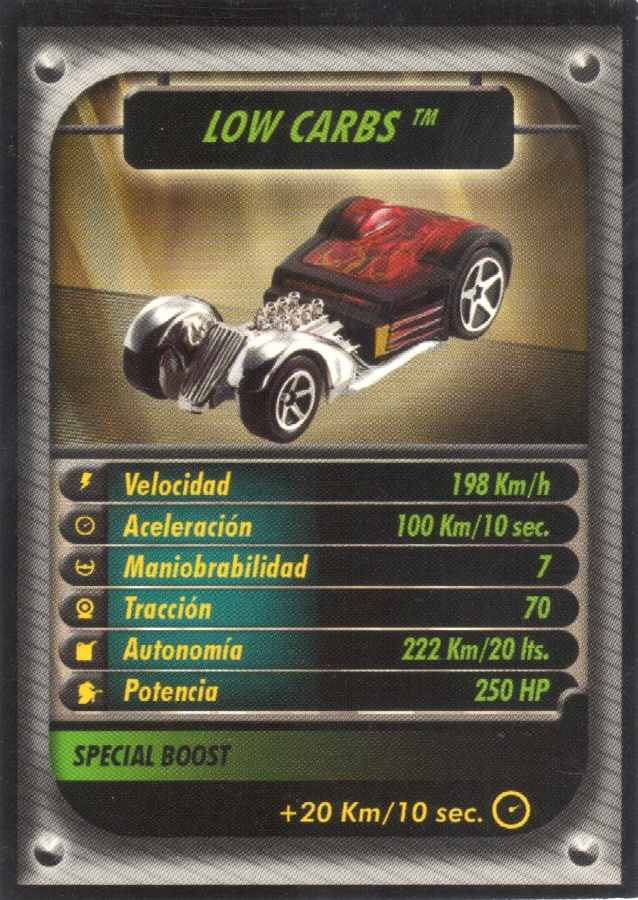 LOW CARBS ™
Velocidad 198 Km/h
Aceleración 100 Km/10 sec.
Maniobrabilidad 7
Tracción 70
Autonomía 222 Km/20 lts.
Potencia 250 HP
SPECIAL BOOST
+20 Km/10 sec.